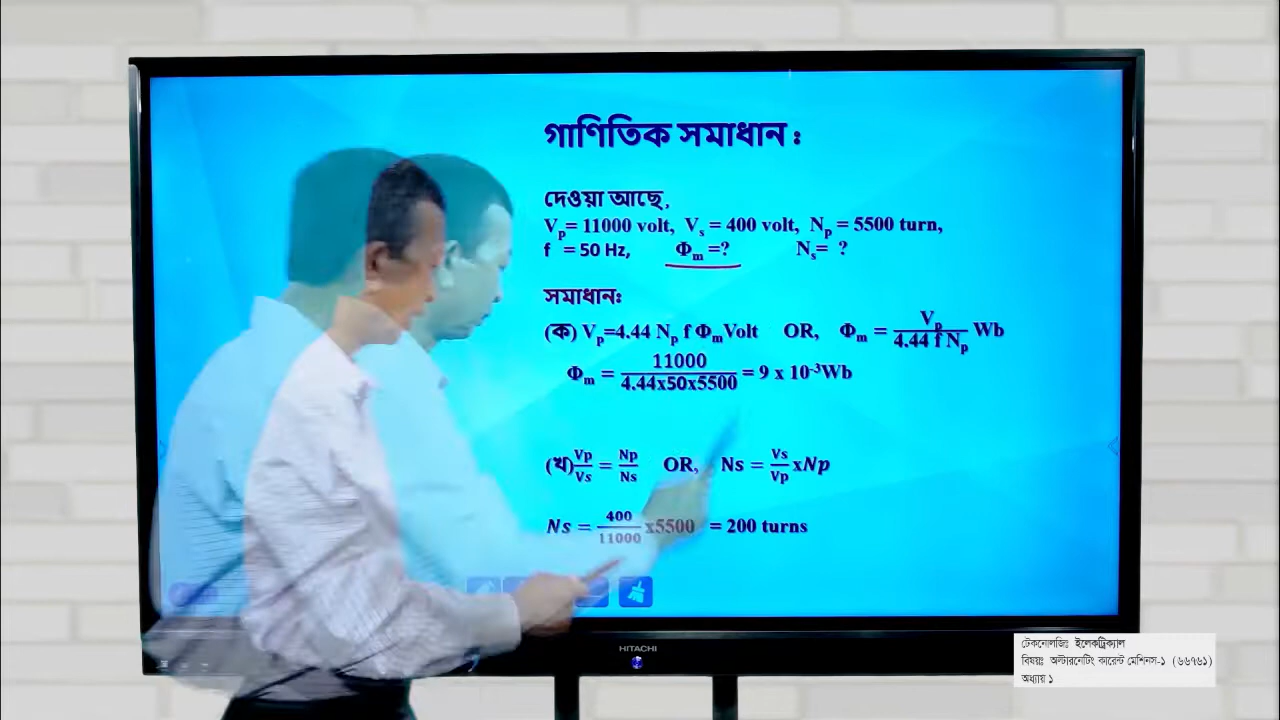 গাণিতিক সমাধান ঃ
দেওয়া আছে,
Vp= 11000 volt, Vs = 400 volt, Np = 5500 turn,
f = 50 Hz, Φm =? Ns= ?
সমাধানঃ
(ক) Vp=4.44 Np f ΦmVolt OR, Φm = Vp/4.44 f Np Wb
Φm = 11000/4.44x50x5500 = 9 x 10⁻³Wb
(খ)Vp/Vs = Np/Ns OR, Ns = Vs/Vp xNp
Ns = 400/11000 x5500 = 200 turns
HITACHI
টেকনোলজিঃ ইলেকট্রিক্যাল
বিষয়ঃ অল্টারনেটিং কারেন্ট মেশিনস-১ (৬৬৭৬১)
অধ্যায় ১